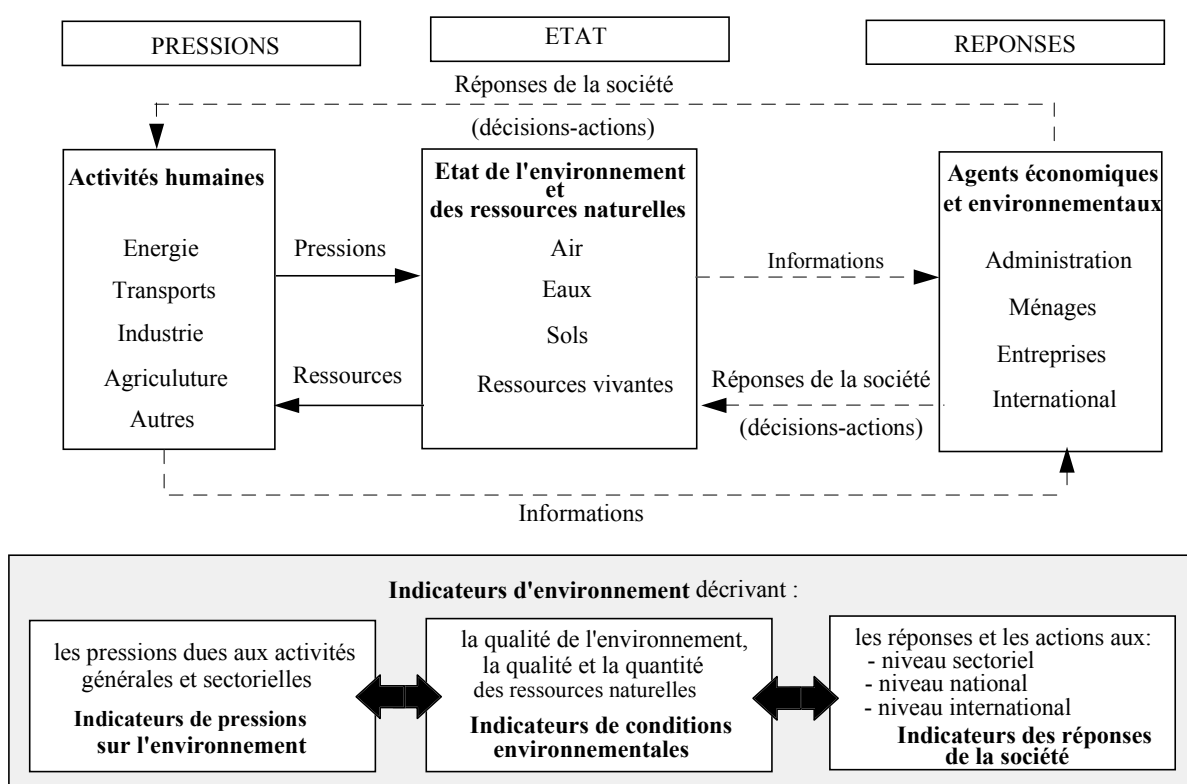 PRESSIONS
ETAT
REPONSES
Réponses de la société
(décisions-actions)
Activités humaines
Energie
Transports
Industrie
Agriculuture
Autres
Pressions
Ressources
Etat de l'environnement
et
des ressources naturelles
Air
Eaux
Sols
Ressources vivantes
Informations
Réponses de la société
(décisions-actions)
Agents économiques
et environnementaux
Administration
Ménages
Entreprises
International
Informations
Indicateurs d'environnement décrivant :
les pressions dues aux activités
générales et sectorielles
Indicateurs de pressions
sur l'environnement
la qualité de l'environnement,
la qualité et la quantité
des ressources naturelles
Indicateurs de conditions
environnementales
les réponses et les actions aux:
- niveau sectoriel
- niveau national
- niveau international
Indicateurs des réponses
de la société